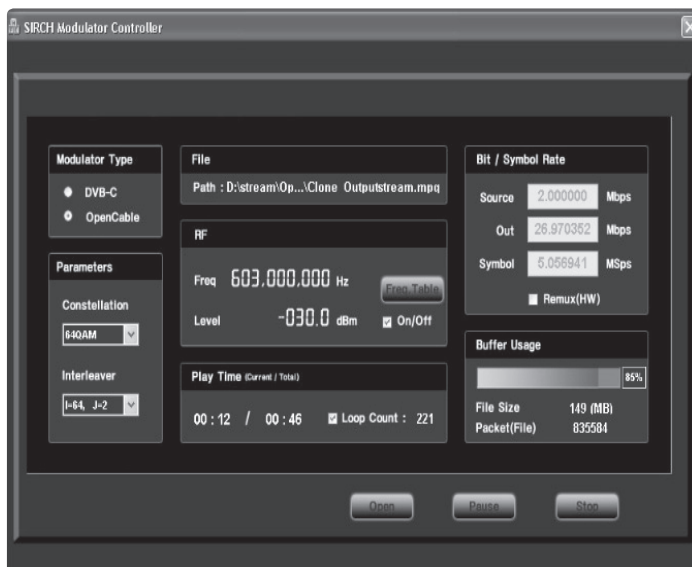 SIRCH Modulator Controller
Modulator Type
DVB-C
OpenCable
Parameters
Constellation
64QAM
Interleaver
I=64, J=2
File
Path : D:\stream\Op...\Clone Outputstream.mpq
RF
Freq 603,000,000 Hz
Freq.Table
Level -030.0 dBm On/Off
Play Time (Current / Total)
00 : 12 / 00 : 46 Loop Count : 221
Bit / Symbol Rate
Source 2.000000 Mbps
Out 26.970352 Mbps
Symbol 5.056941 MSps
Remux(HW)
Buffer Usage
85%
File Size 149 (MB)
Packet(File) 835584
Open Pause Stop